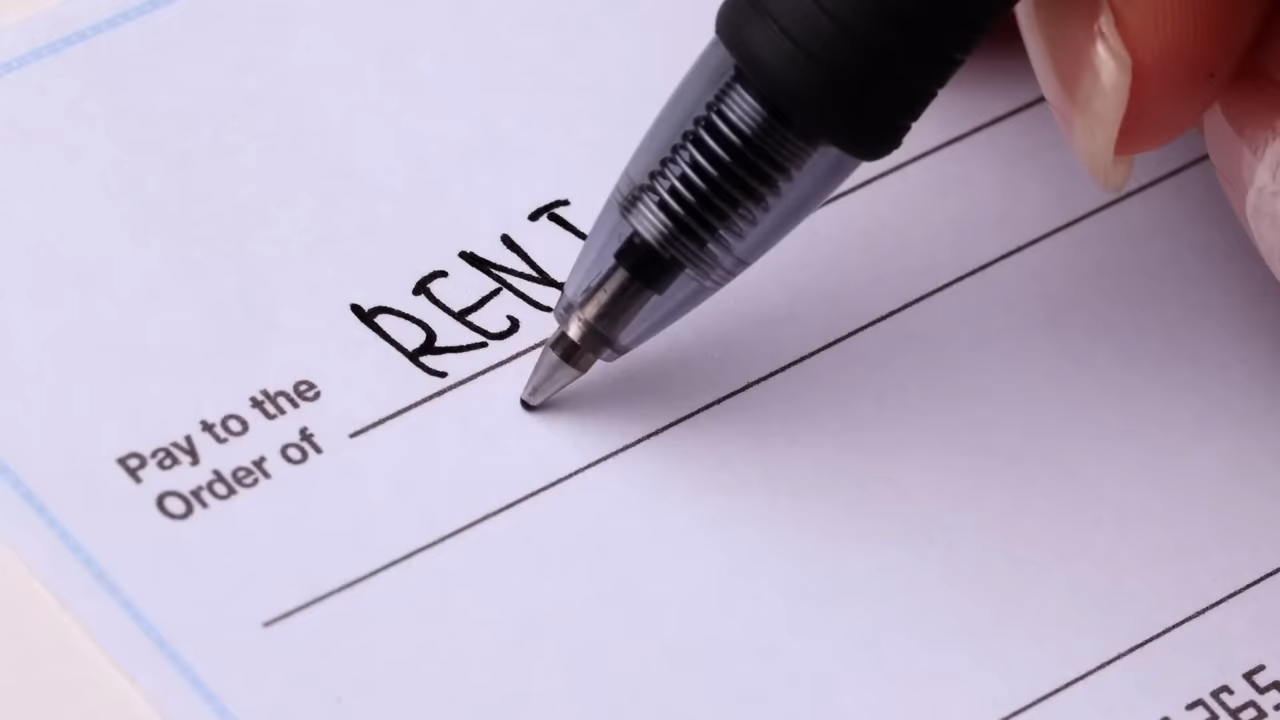 RENT
Pay to the
Order of